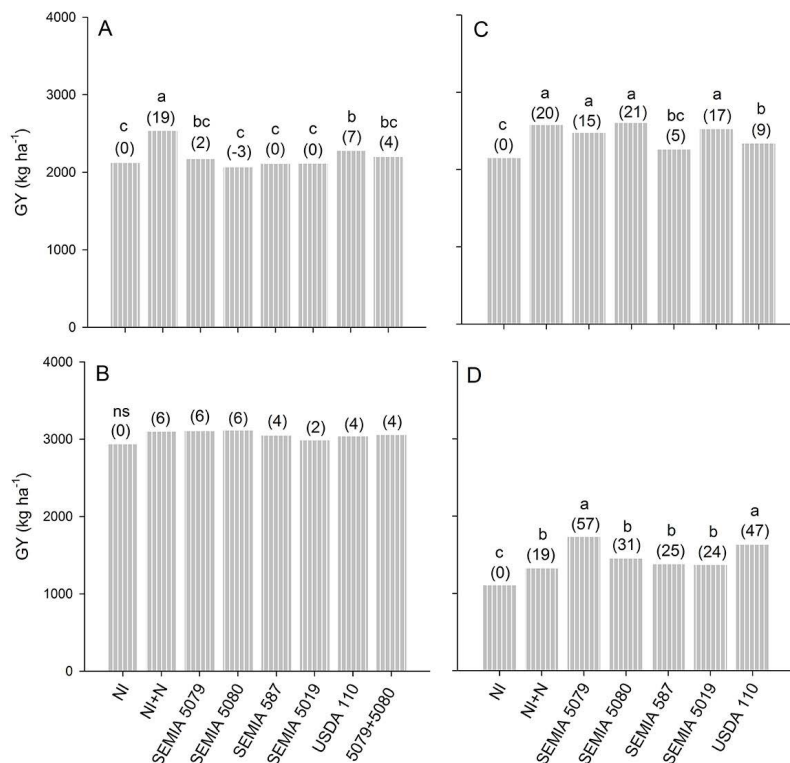 A
4000
3000
2000
1000
0
GY (kg ha⁻¹)
c
(0)
a
(19)
bc
(2)
c
(-3)
c
(0)
c
(0)
b
(7)
bc
(4)
C
c
(0)
a
(20)
a
(15)
a
(21)
bc
(5)
a
(17)
b
(9)
B
4000
3000
2000
1000
0
GY (kg ha⁻¹)
ns
(0)
(6)
(6)
(6)
(4)
(2)
(4)
(4)
NI
NI+N
SEMIA 5079
SEMIA 5080
SEMIA 587
SEMIA 5019
USDA 110
5079+5080
D
c
(0)
b
(19)
a
(57)
b
(31)
b
(25)
b
(24)
a
(47)
NI
NI+N
SEMIA 5079
SEMIA 5080
SEMIA 587
SEMIA 5019
USDA 110